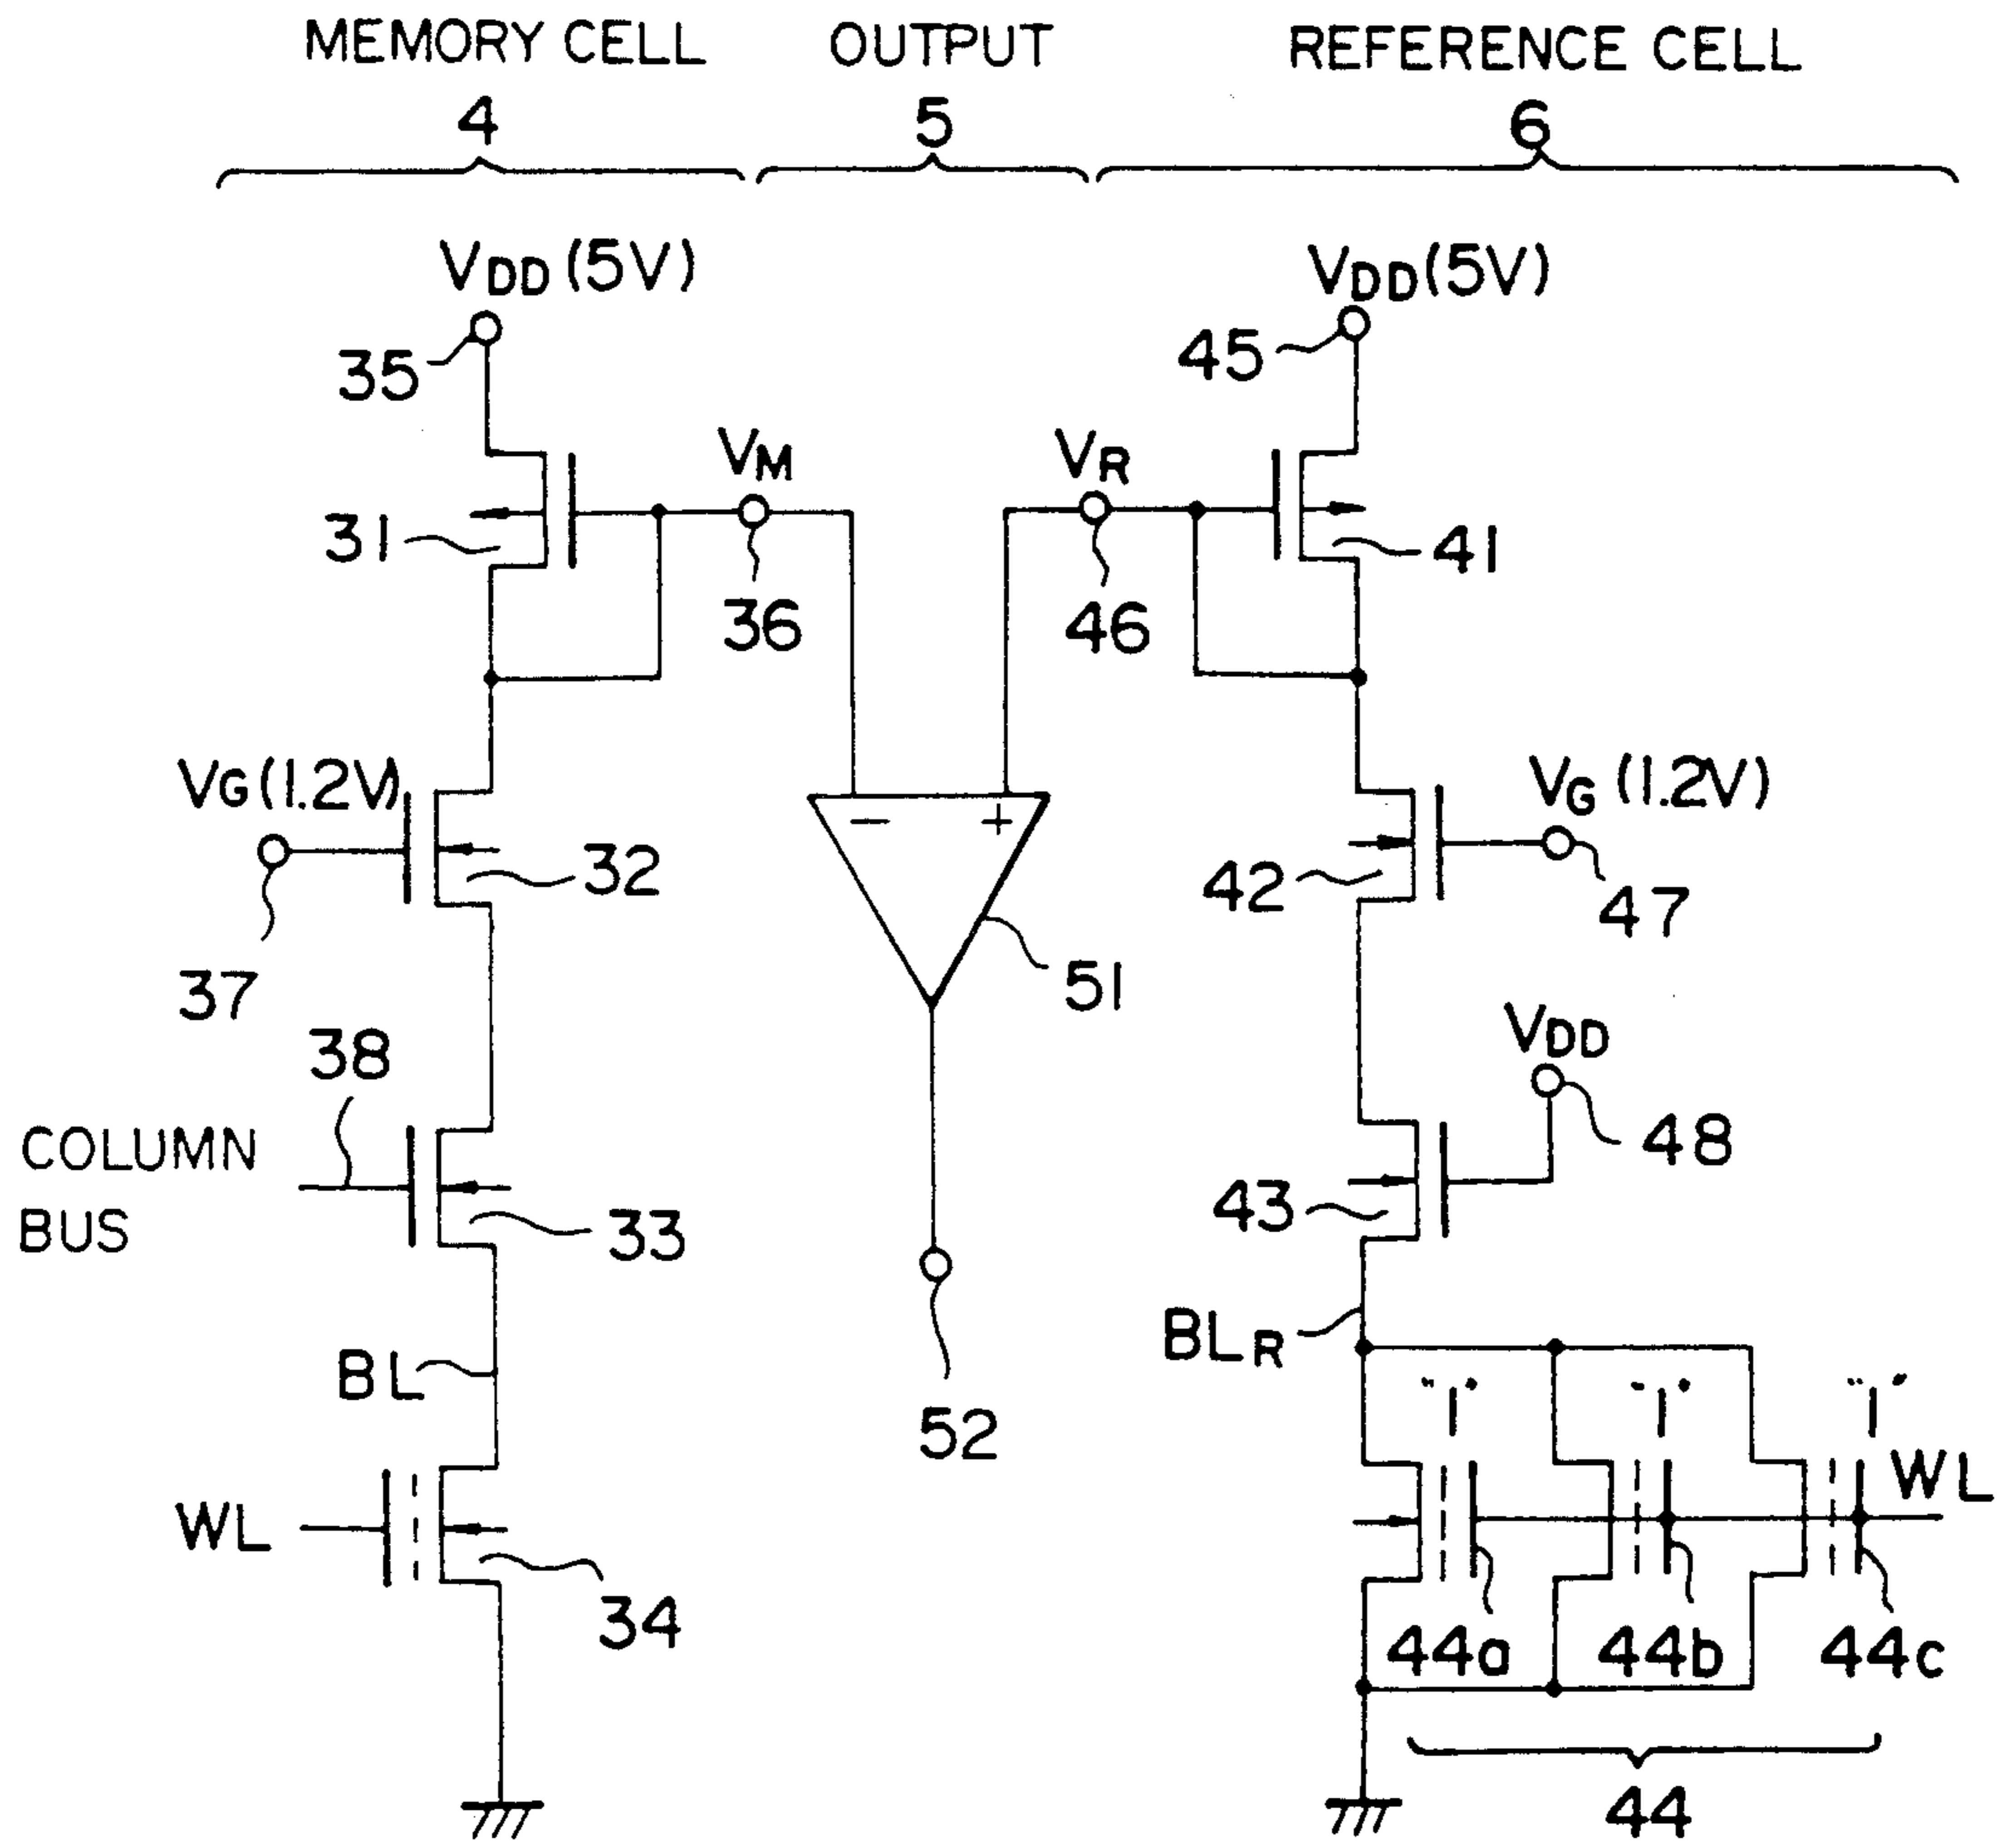 MEMORY CELL
OUTPUT
REFERENCE CELL
4
5
6
VDD (5V)
VDD (5V)
35
45
VM
VR
31
36
46
41
VG (1.2V)
VG (1.2V)
− +
32
42
47
37
51
38
VDD
COLUMN
BUS
48
33
43
BL
BLR
52
"1"
"1"
"1"
WL
WL
34
44a
44b
44c
44